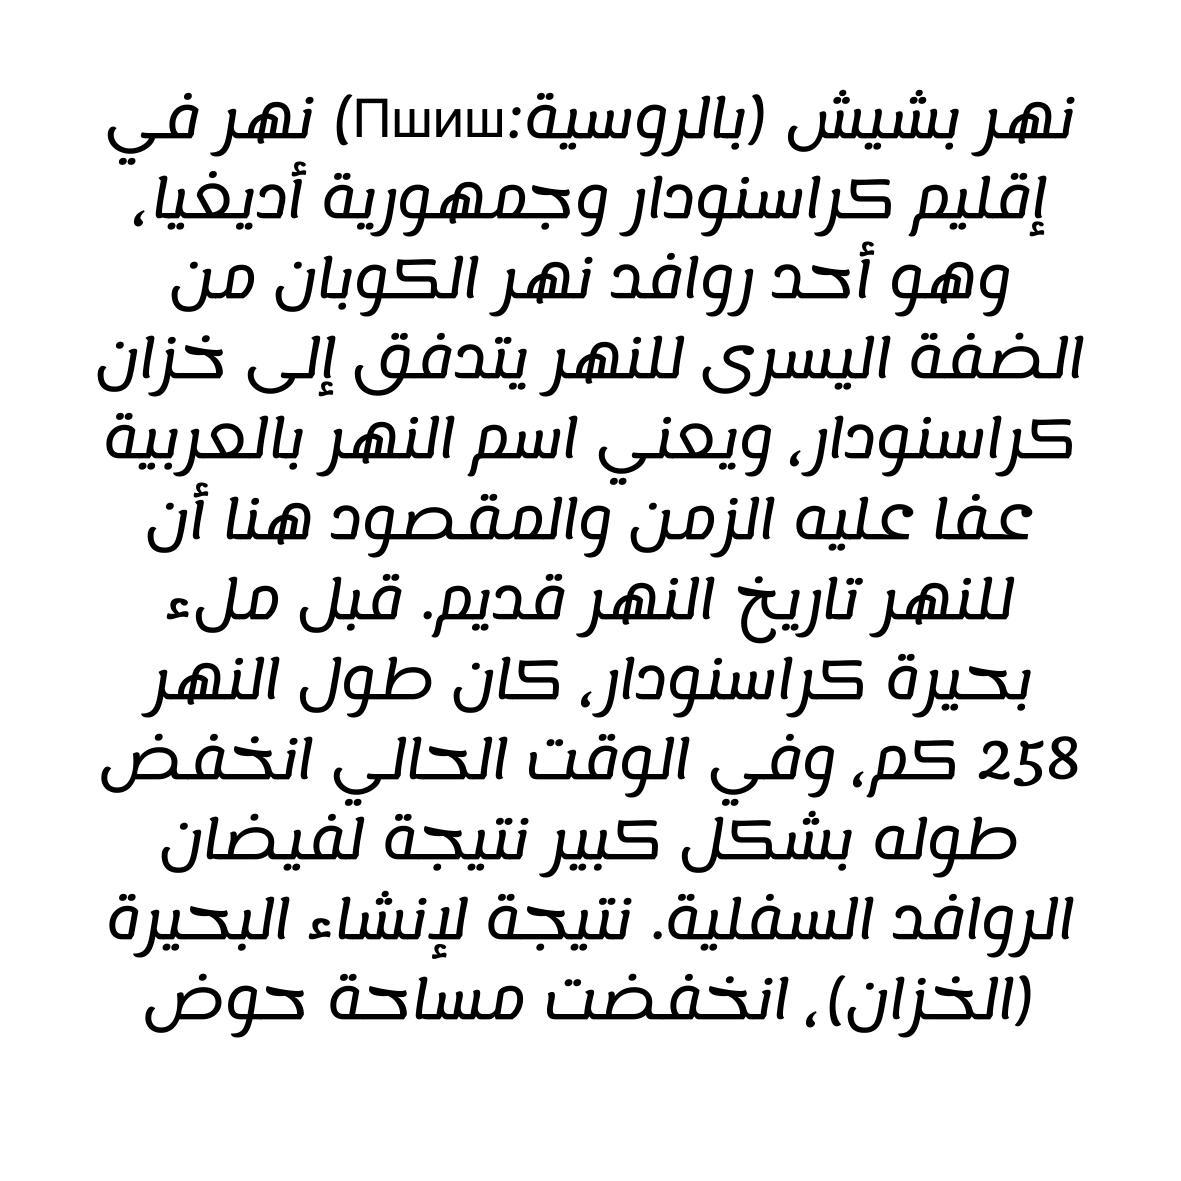 نهر بشيش (بالروسية:Пшиш) نهر في
إقليم كراسنودار وجمهورية أديغيا،
وهو أحد روافد نهر الكوبان من
الضفة اليسرى للنهر يتدفق إلى خزان
كراسنودار، ويعني اسم النهر بالعربية
عفا عليه الزمن والمقصود هنا أن
للنهر تاريخ النهر قديم. قبل ملء
بحيرة كراسنودار، كان طول النهر
258 كم، وفي الوقت الحالي انخفض
طوله بشكل كبير نتيجة لفيضان
الروافد السفلية. نتيجة لإنشاء البحيرة
(الخزان)، انخفضت مساحة حوض